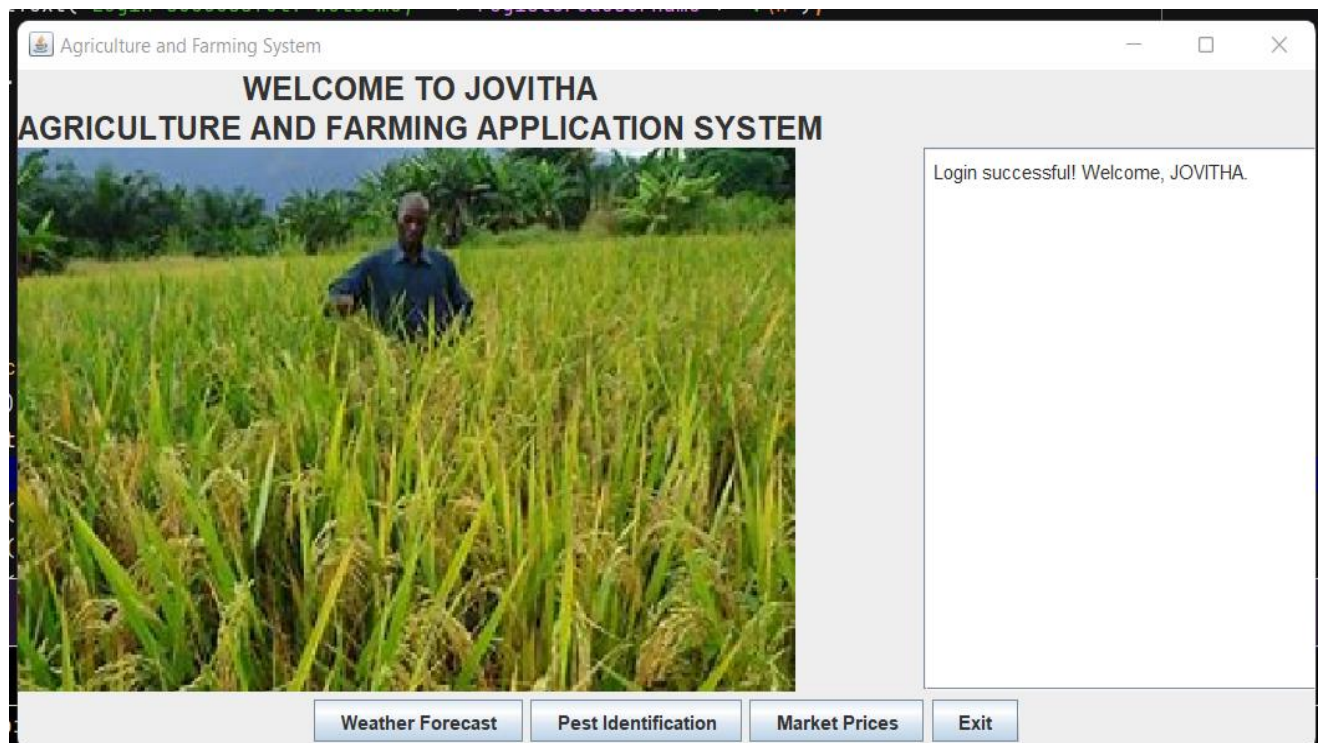 Agriculture and Farming System
WELCOME TO JOVITHA
AGRICULTURE AND FARMING APPLICATION SYSTEM
Login successful! Welcome, JOVITHA.
Weather Forecast Pest Identification Market Prices Exit